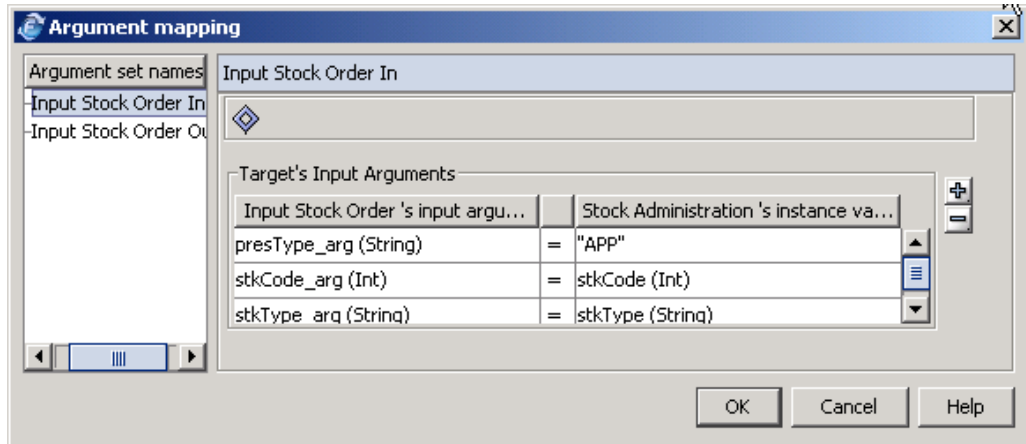 Argument mapping
Argument set names
Input Stock Order In
Input Stock Order Ou
Input Stock Order In
Target's Input Arguments
Input Stock Order 's input argu... Stock Administration 's instance va...
presType_arg (String) = "APP"
stkCode_arg (Int) = stkCode (Int)
stkType_arg (String) = stkType (String)
OK Cancel Help